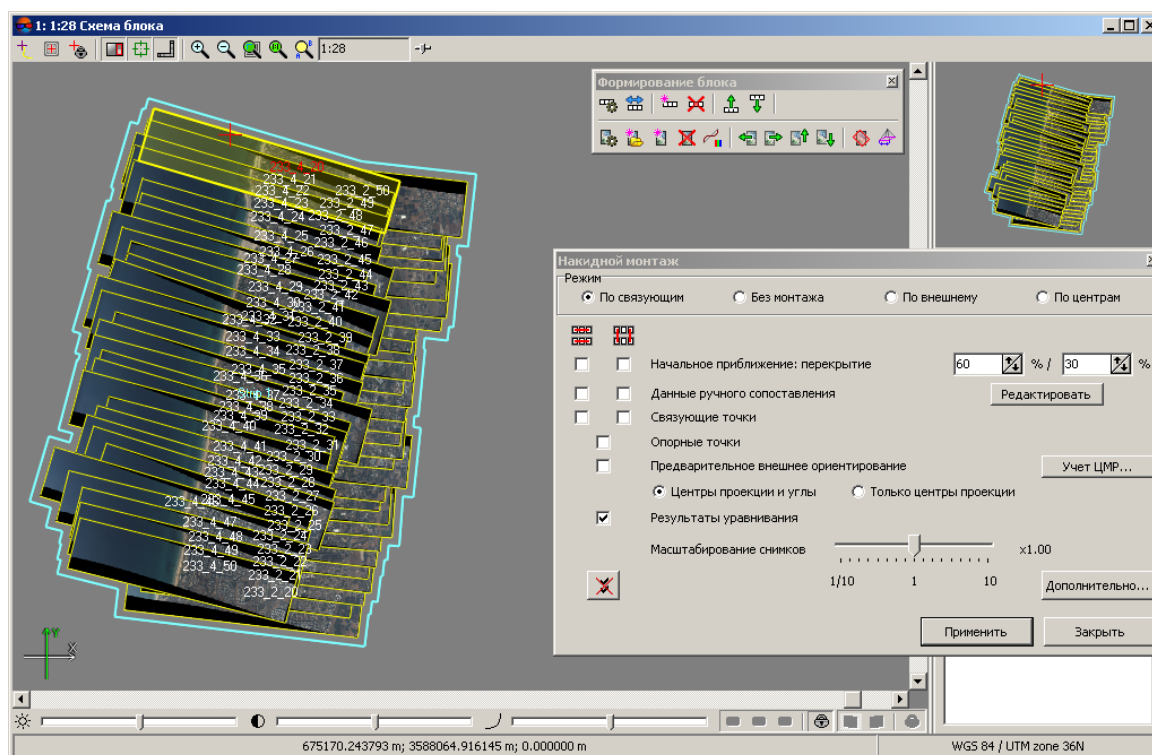 1: 1:28 Схема блока
1:28
Формирование блока
233_4_21
233_4_22 233_2_50
233_4_23 233_2_49
233_4_24 233_2_48
233_2_47
233_4_25 233_2_46
233_4_26 233_2_45
233_4_27
233_4_28 233_2_44
233_4_29 233_2_43
233_2_42
233_4_30 233_2_41
233_2_40
233_4_33 233_2_39
233_4_34 233_2_38
233_2_37
233_2_36
233_2_35
233_2_34
233_4_39 233_2_33
233_4_40 233_2_32
233_4_41 233_2_31
233_4_42 233_2_30
233_4_43 233_2_29
233_4_44 233_2_28
233_4_45 233_2_27
233_2_26
233_4_47 233_2_25
233_4_48 233_2_24
233_4_49 233_2_23
233_4_50 233_2_22
233_2_20
Y
X
Накидной монтаж
Режим
По связующим Без монтажа По внешнему По центрам
Начальное приближение: перекрытие 60 % / 30 %
Данные ручного сопоставления Редактировать
Связующие точки
Опорные точки
Предварительное внешнее ориентирование Учет ЦМР...
Центры проекции и углы Только центры проекции
Результаты уравнивания
Масштабирование снимков x1.00
1/10 1 10 Дополнительно...
Применить Закрыть
675170.243793 m; 3588064.916145 m; 0.000000 m WGS 84 / UTM zone 36N